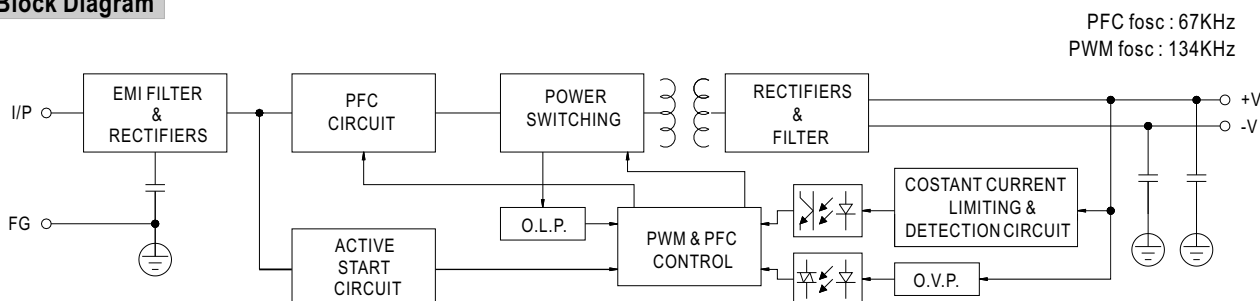 Block Diagram
PFC fosc : 67KHz
PWM fosc : 134KHz
I/P
EMI FILTER
&
RECTIFIERS
PFC
CIRCUIT
POWER
SWITCHING
RECTIFIERS
&
FILTER
+V
-V
FG
O.L.P.
ACTIVE
START
CIRCUIT
PWM & PFC
CONTROL
COSTANT CURRENT
LIMITING &
DETECTION CIRCUIT
O.V.P.